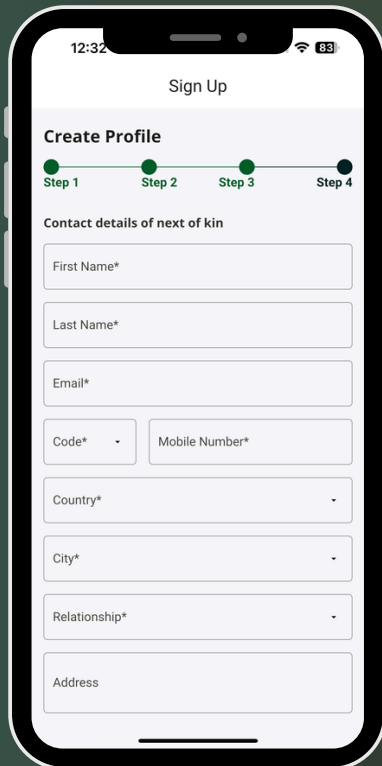 12:32
83
Sign Up
Create Profile
Step 1 Step 2 Step 3 Step 4
Contact details of next of kin
First Name*
Last Name*
Email*
Code* Mobile Number*
Country*
City*
Relationship*
Address